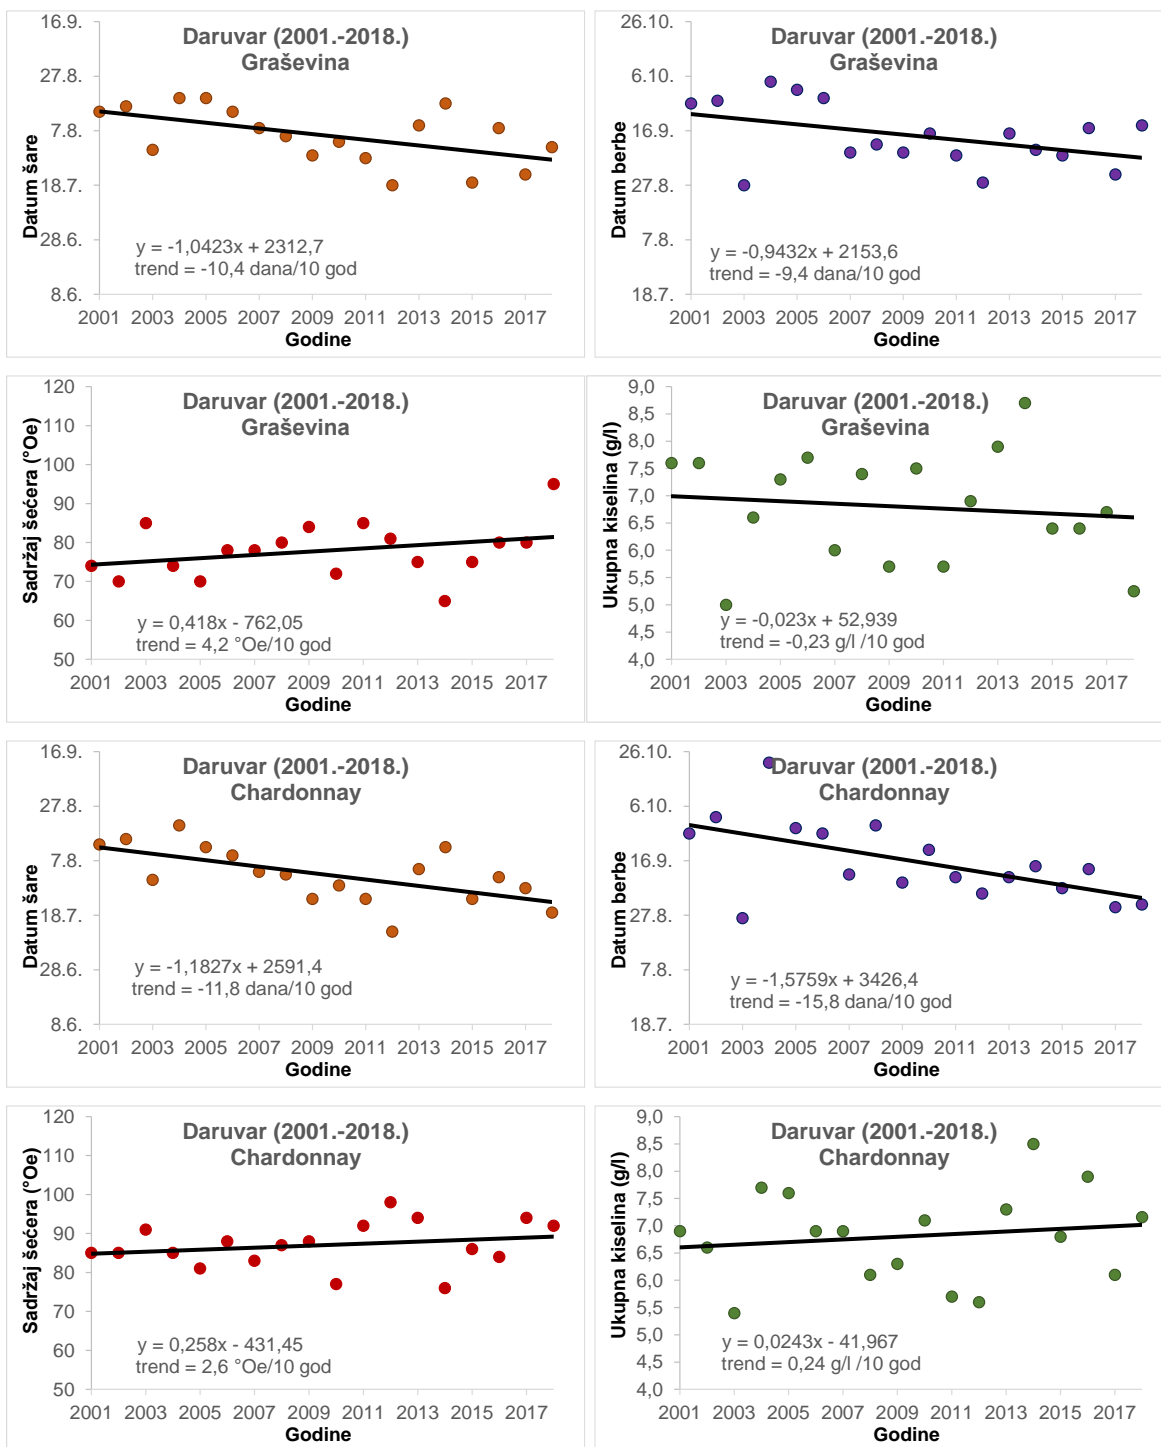 Daruvar (2001.-2018.)
Graševina
Datum šare
16.9.
27.8.
7.8.
18.7.
28.6.
8.6.
y = -1,0423x + 2312,7
trend = -10,4 dana/10 god
2001 2003 2005 2007 2009 2011 2013 2015 2017
Godine
Daruvar (2001.-2018.)
Graševina
Datum berbe
26.10.
6.10.
16.9.
27.8.
7.8.
18.7.
y = -0,9432x + 2153,6
trend = -9,4 dana/10 god
2001 2003 2005 2007 2009 2011 2013 2015 2017
Godine
Daruvar (2001.-2018.)
Graševina
Sadržaj šećera (°Oe)
120
110
100
90
80
70
60
50
y = 0,418x - 762,05
trend = 4,2 °Oe/10 god
2001 2003 2005 2007 2009 2011 2013 2015 2017
Godine
Daruvar (2001.-2018.)
Graševina
Ukupna kiselina (g/l)
9,0
8,5
8,0
7,5
7,0
6,5
6,0
5,5
5,0
4,5
4,0
y = -0,023x + 52,939
trend = -0,23 g/l /10 god
2001 2003 2005 2007 2009 2011 2013 2015 2017
Godine
Daruvar (2001.-2018.)
Chardonnay
Datum šare
16.9.
27.8.
7.8.
18.7.
28.6.
8.6.
y = -1,1827x + 2591,4
trend = -11,8 dana/10 god
2001 2003 2005 2007 2009 2011 2013 2015 2017
Godine
Daruvar (2001.-2018.)
Chardonnay
Datum berbe
26.10.
6.10.
16.9.
27.8.
7.8.
18.7.
y = -1,5759x + 3426,4
trend = -15,8 dana/10 god
2001 2003 2005 2007 2009 2011 2013 2015 2017
Godine
Daruvar (2001.-2018.)
Chardonnay
Sadržaj šećera (°Oe)
120
110
100
90
80
70
60
50
y = 0,258x - 431,45
trend = 2,6 °Oe/10 god
2001 2003 2005 2007 2009 2011 2013 2015 2017
Godine
Daruvar (2001.-2018.)
Chardonnay
Ukupna kiselina (g/l)
9,0
8,5
8,0
7,5
7,0
6,5
6,0
5,5
5,0
4,5
4,0
y = 0,0243x - 41,967
trend = 0,24 g/l /10 god
2001 2003 2005 2007 2009 2011 2013 2015 2017
Godine